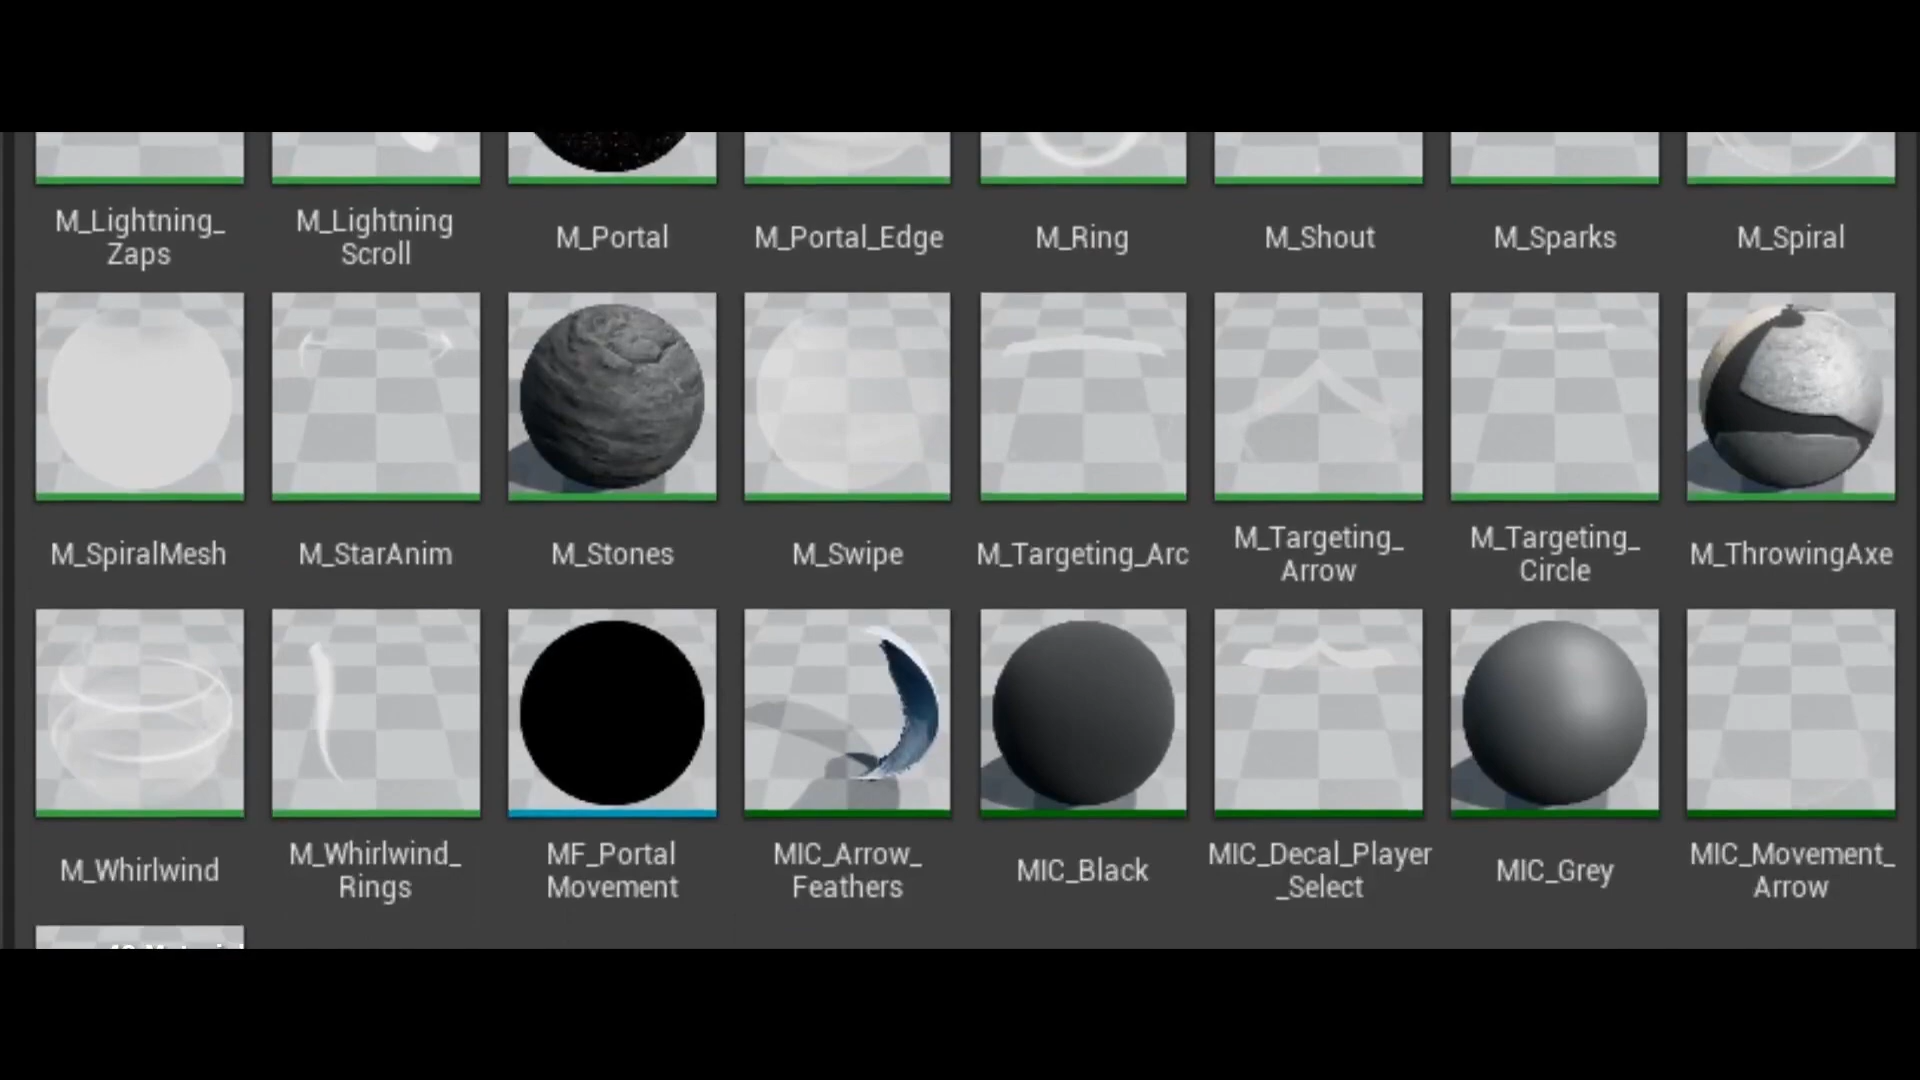 M_Lightning_
Zaps
M_Lightning
Scroll
M_Portal
M_Portal_Edge
M_Ring
M_Shout
M_Sparks
M_Spiral
M_SpiralMesh
M_StarAnim
M_Stones
M_Swipe
M_Targeting_Arc
M_Targeting_
Arrow
M_Targeting_
Circle
M_ThrowingAxe
M_Whirlwind
M_Whirlwind_
Rings
MF_Portal
Movement
MIC_Arrow_
Feathers
MIC_Black
MIC_Decal_Player
_Select
MIC_Grey
MIC_Movement_
Arrow